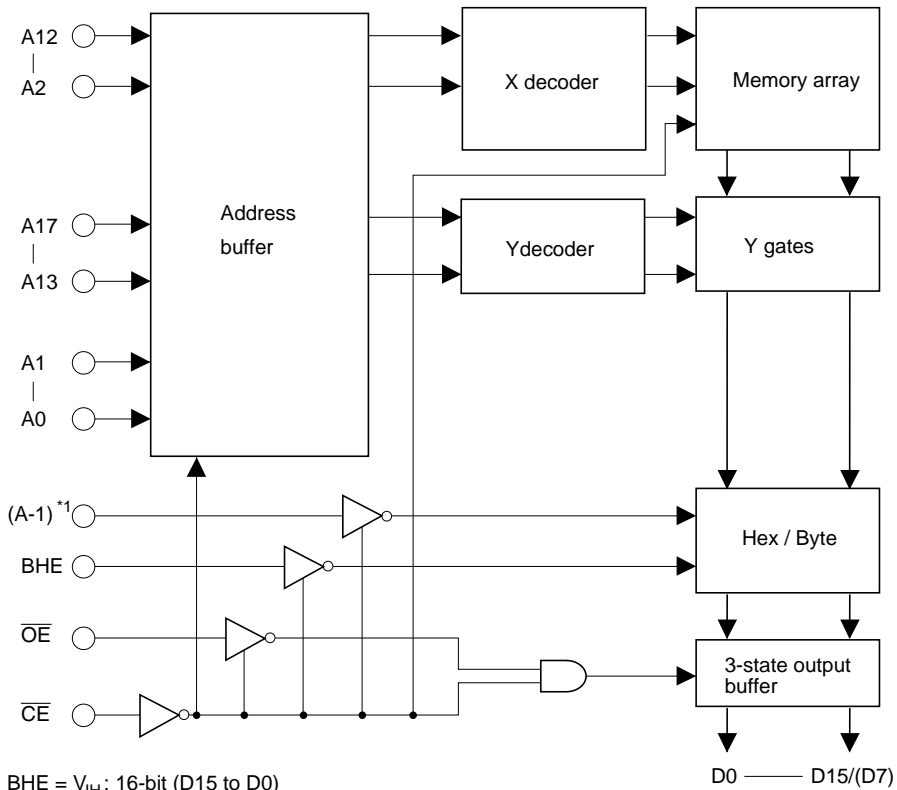 A12
|
A2
A17
|
A13
A1
|
A0
(A-1) *1
BHE
OE
CE
Address
buffer
X decoder
Memory array
Ydecoder
Y gates
Hex / Byte
3-state output
buffer
D0 —— D15/(D7)
BHE = VIH : 16-bit (D15 to D0)